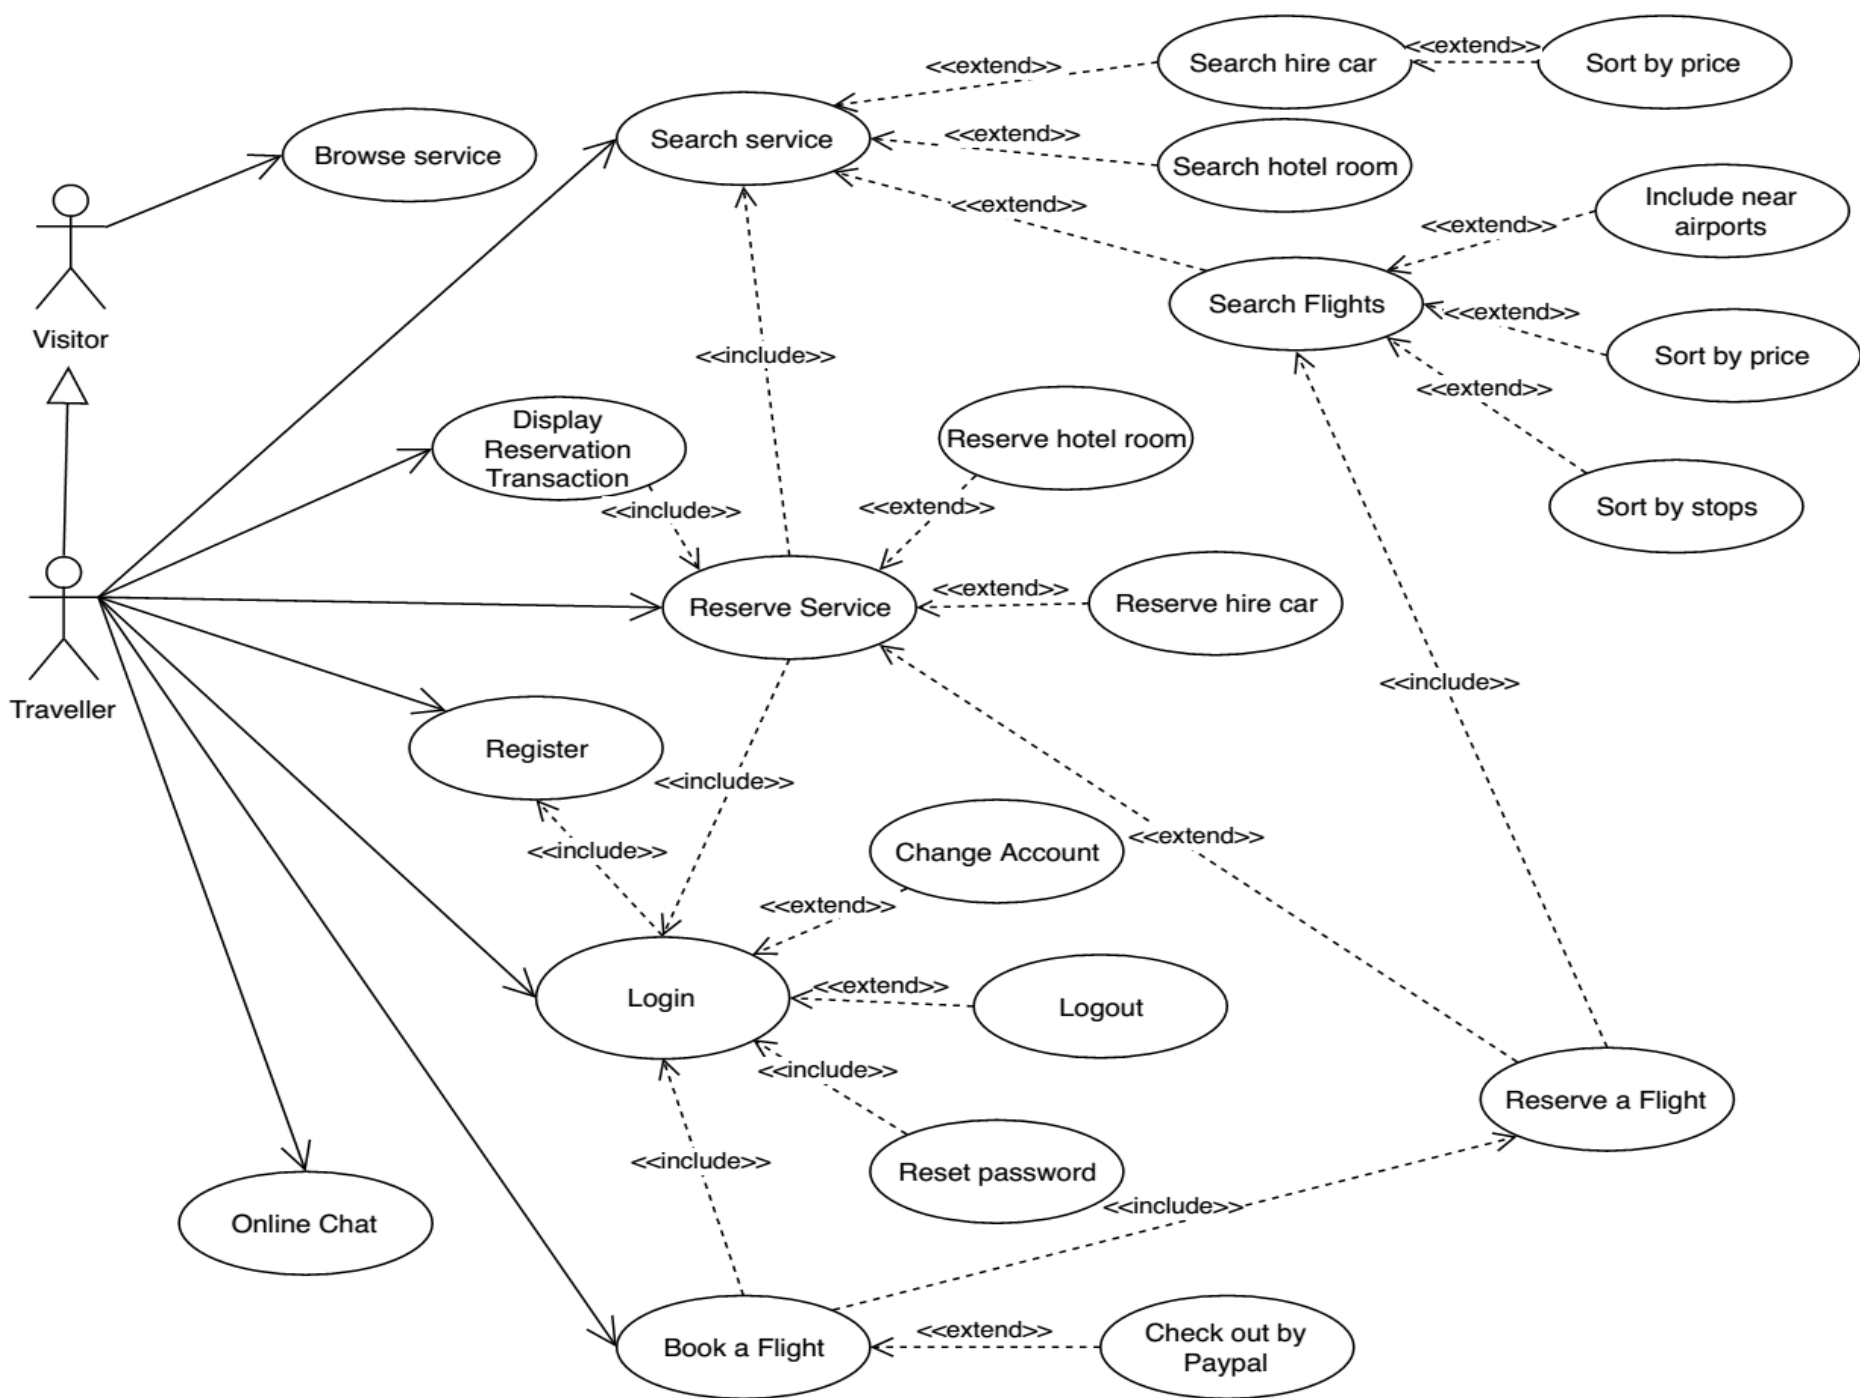 <<extend>>
Search hire car
<<extend>>
Sort by price
Browse service
Search service
<<extend>>
Search hotel room
<<extend>>
Include near
airports
<<extend>>
Search Flights
<<extend>>
Sort by price
<<extend>>
Sort by stops
Visitor
<<include>>
Display
Reservation
Transaction
<<include>>
Reserve hotel room
<<extend>>
Reserve Service
<<extend>>
Reserve hire car
Traveller
<<include>>
Register
<<include>>
<<include>>
<<extend>>
Change Account
<<extend>>
Login
<<extend>>
Logout
<<include>>
Reserve a Flight
<<include>>
Reset password
<<include>>
Online Chat
Book a Flight
<<extend>>
Check out by
Paypal